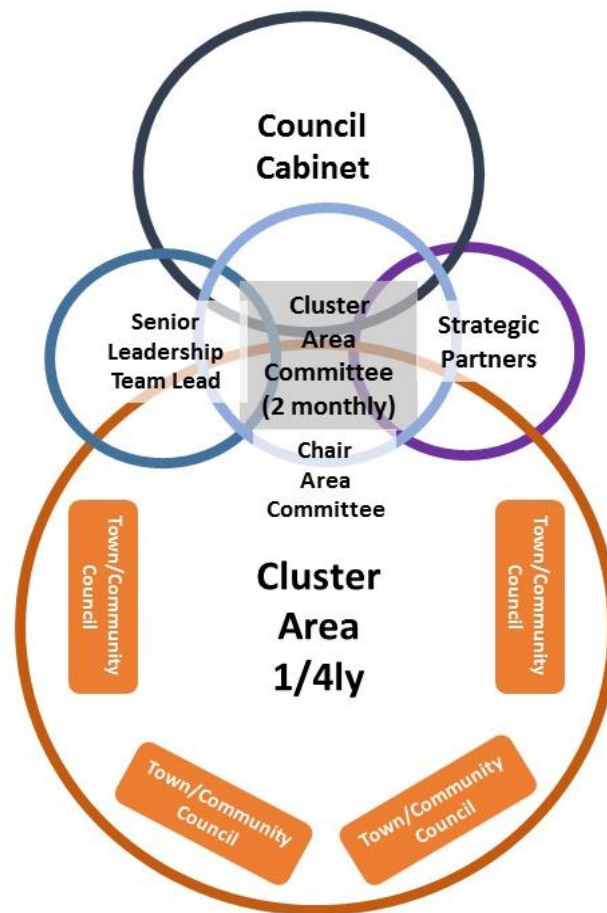 Council
Cabinet
Senior
Leadership
Team Lead
Cluster
Area
Committee
(2 monthly)
Strategic
Partners
Chair
Area
Committee
Town/Community
Council
Cluster
Area
1/4ly
Town/Community
Council
Town/Community
Council
Town/Community
Council